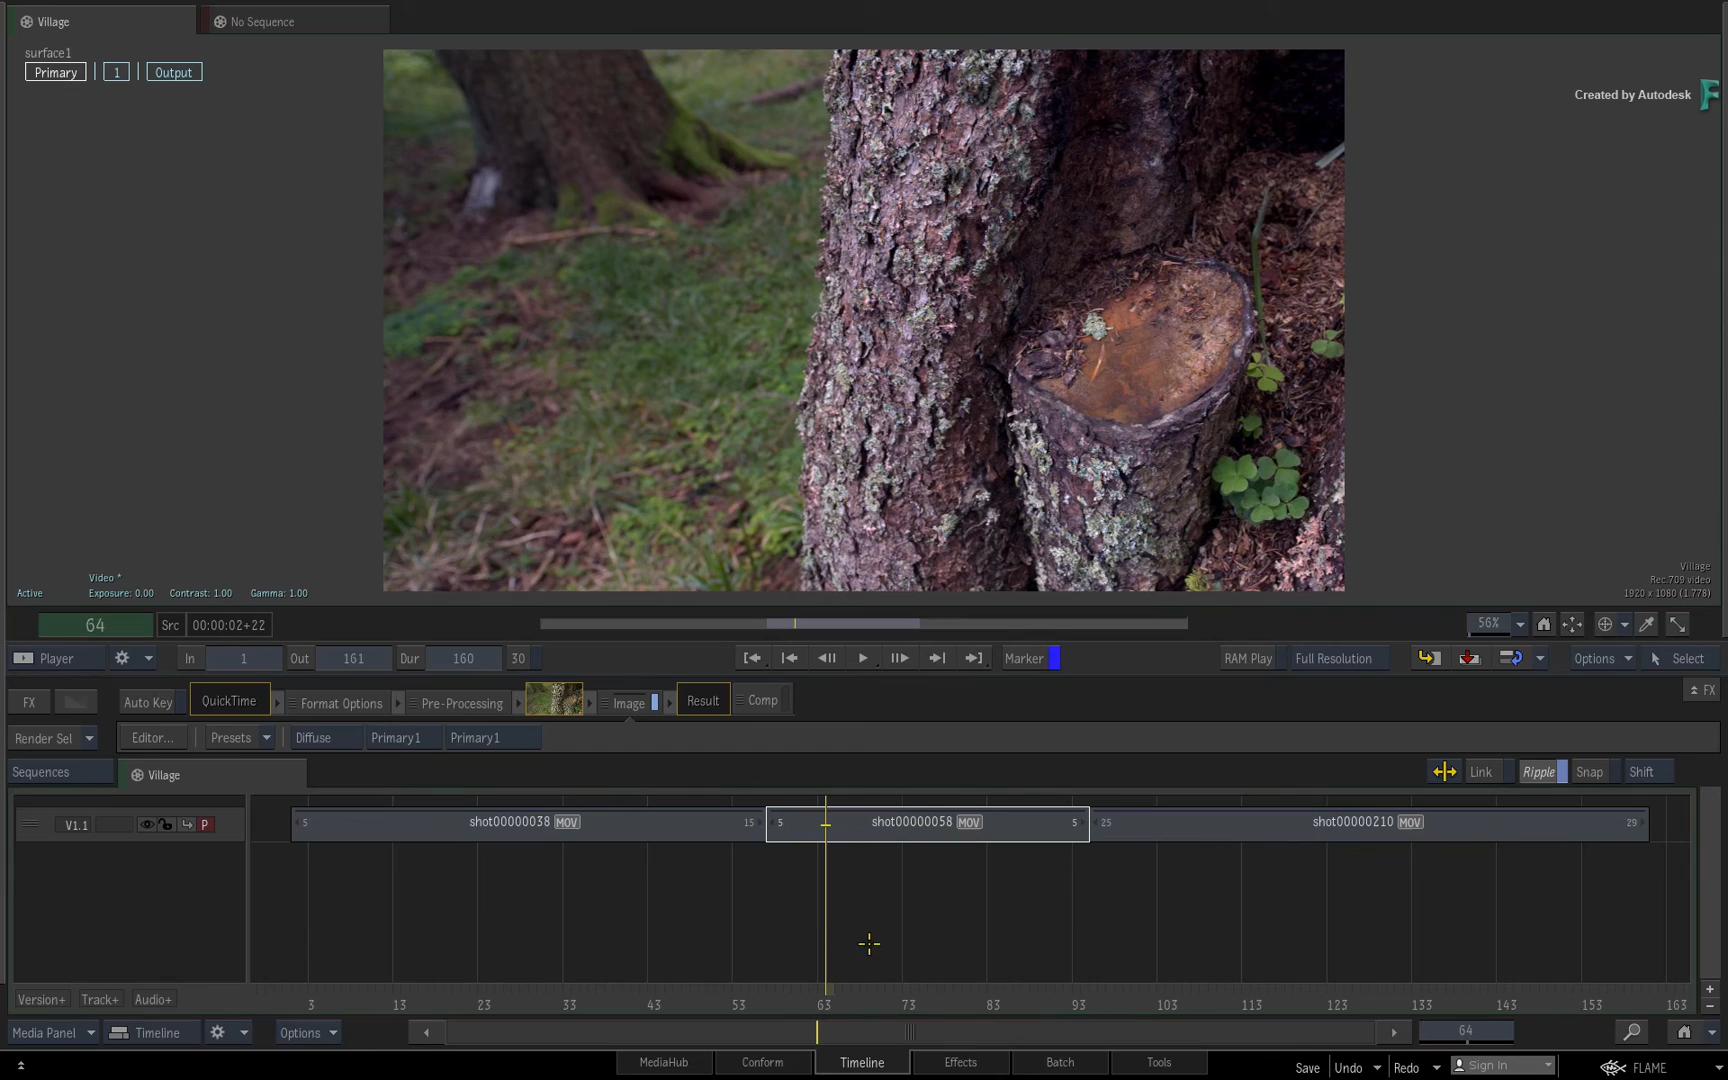 Village
No Sequence
surface1
Primary
1
Output
Created by Autodesk
Video *
Active
Exposure: 0.00
Contrast: 1.00
Gamma: 1.00
Village
Rec.709 video
1920 x 1080 (1.778)
64
Src
00:00:02+22
56%
Player
In
1
Out
161
Dur
160
30
Marker
RAM Play
Full Resolution
Options
Select
FX
Auto Key
QuickTime
Format Options
Pre-Processing
Image
Result
Comp
FX
Render Sel
Editor...
Presets
Diffuse
Primary1
Primary1
Sequences
Village
Link
Ripple
Snap
Shift
V1.1
P
5
shot00000038 MOV
15
5
shot00000058 MOV
5
25
shot00000210 MOV
29
Version+
Track+
Audio+
3
13
23
33
43
53
63
73
83
93
103
113
123
133
143
153
163
Media Panel
Timeline
Options
64
MediaHub
Conform
Timeline
Effects
Batch
Tools
Save
Undo
Redo
Sign In
FLAME